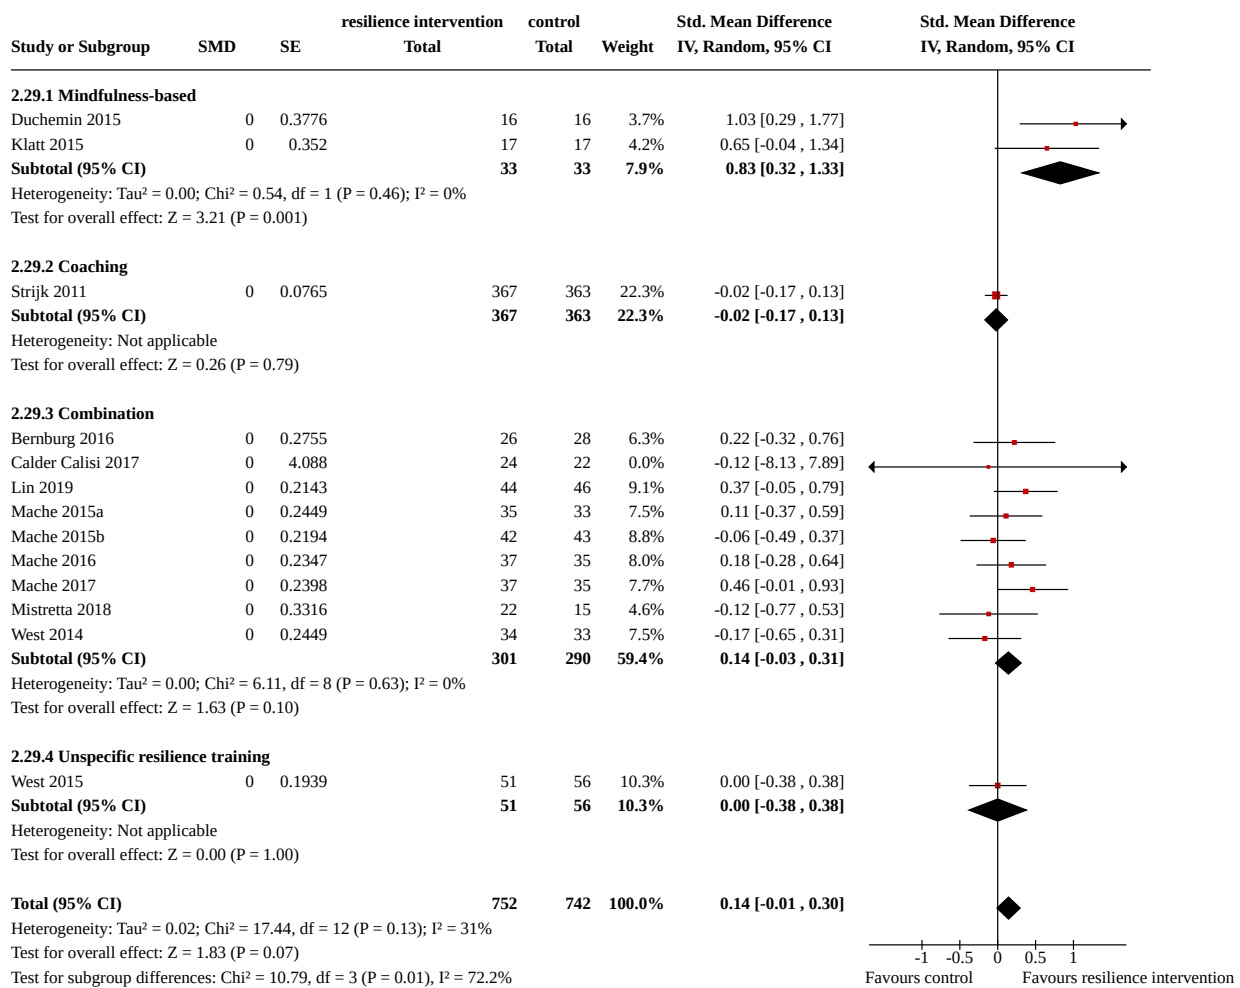 resilience intervention control Std. Mean Difference Std. Mean Difference
Study or Subgroup SMD SE Total Total Weight IV, Random, 95% CI IV, Random, 95% CI
2.29.1 Mindfulness-based
Duchemin 2015 0 0.3776 16 16 3.7% 1.03 [0.29 , 1.77]
Klatt 2015 0 0.352 17 17 4.2% 0.65 [-0.04 , 1.34]
Subtotal (95% CI) 33 33 7.9% 0.83 [0.32 , 1.33]
Heterogeneity: Tau² = 0.00; Chi² = 0.54, df = 1 (P = 0.46); I² = 0%
Test for overall effect: Z = 3.21 (P = 0.001)
2.29.2 Coaching
Strijk 2011 0 0.0765 367 363 22.3% -0.02 [-0.17 , 0.13]
Subtotal (95% CI) 367 363 22.3% -0.02 [-0.17 , 0.13]
Heterogeneity: Not applicable
Test for overall effect: Z = 0.26 (P = 0.79)
2.29.3 Combination
Bernburg 2016 0 0.2755 26 28 6.3% 0.22 [-0.32 , 0.76]
Calder Calisi 2017 0 4.088 24 22 0.0% -0.12 [-8.13 , 7.89]
Lin 2019 0 0.2143 44 46 9.1% 0.37 [-0.05 , 0.79]
Mache 2015a 0 0.2449 35 33 7.5% 0.11 [-0.37 , 0.59]
Mache 2015b 0 0.2194 42 43 8.8% -0.06 [-0.49 , 0.37]
Mache 2016 0 0.2347 37 35 8.0% 0.18 [-0.28 , 0.64]
Mache 2017 0 0.2398 37 35 7.7% 0.46 [-0.01 , 0.93]
Mistretta 2018 0 0.3316 22 15 4.6% -0.12 [-0.77 , 0.53]
West 2014 0 0.2449 34 33 7.5% -0.17 [-0.65 , 0.31]
Subtotal (95% CI) 301 290 59.4% 0.14 [-0.03 , 0.31]
Heterogeneity: Tau² = 0.00; Chi² = 6.11, df = 8 (P = 0.63); I² = 0%
Test for overall effect: Z = 1.63 (P = 0.10)
2.29.4 Unspecific resilience training
West 2015 0 0.1939 51 56 10.3% 0.00 [-0.38 , 0.38]
Subtotal (95% CI) 51 56 10.3% 0.00 [-0.38 , 0.38]
Heterogeneity: Not applicable
Test for overall effect: Z = 0.00 (P = 1.00)
Total (95% CI) 752 742 100.0% 0.14 [-0.01 , 0.30]
Heterogeneity: Tau² = 0.02; Chi² = 17.44, df = 12 (P = 0.13); I² = 31%
Test for overall effect: Z = 1.83 (P = 0.07)
-1 -0.5 0 0.5 1
Test for subgroup differences: Chi² = 10.79, df = 3 (P = 0.01), I² = 72.2% Favours control Favours resilience intervention